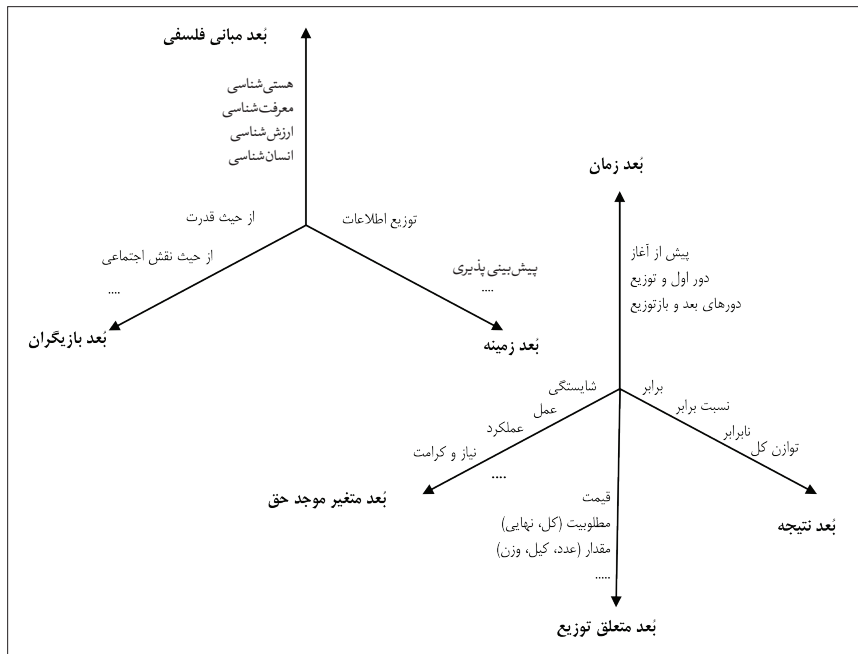 بُعد مبانی فلسفی
هستی‌شناسی
معرفت‌شناسی
ارزش‌شناسی
انسان‌شناسی
توزیع اطلاعات
پیش‌بینی‌پذیری
....
بُعد زمینه
از حیث قدرت
از حیث نقش اجتماعی
....
بُعد بازیگران
بُعد زمان
پیش از آغاز
دور اول و توزیع
دورهای بعد و بازتوزیع
برابر
نسبت برابر
نابرابر
توازن کل
بُعد نتیجه
شایستگی
عمل
عملکرد
نیاز و کرامت
....
بُعد متغیر موجد حق
قیمت
مطلوبیت (کل، نهایی)
مقدار (عدد، کیل، وزن)
.....
بُعد متعلق توزیع